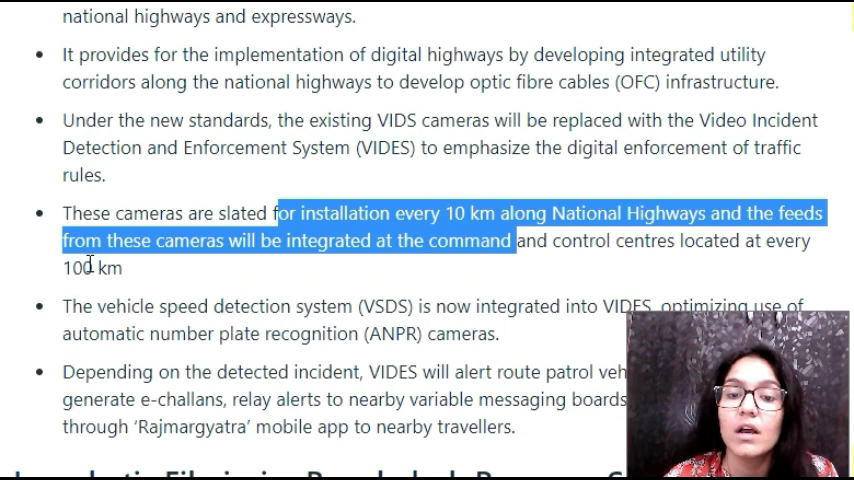 national highways and expressways.
It provides for the implementation of digital highways by developing integrated utility
corridors along the national highways to develop optic fibre cables (OFC) infrastructure.
Under the new standards, the existing VIDS cameras will be replaced with the Video Incident
Detection and Enforcement System (VIDES) to emphasize the digital enforcement of traffic
rules.
These cameras are slated for installation every 10 km along National Highways and the feeds
from these cameras will be integrated at the command and control centres located at every
100 km
The vehicle speed detection system (VSDS) is now integrated into VIDES, optimizing use of
automatic number plate recognition (ANPR) cameras.
Depending on the detected incident, VIDES will alert route patrol
generate e-challans, relay alerts to nearby variable messaging boards
through ‘Rajmargyatra’ mobile app to nearby travellers.